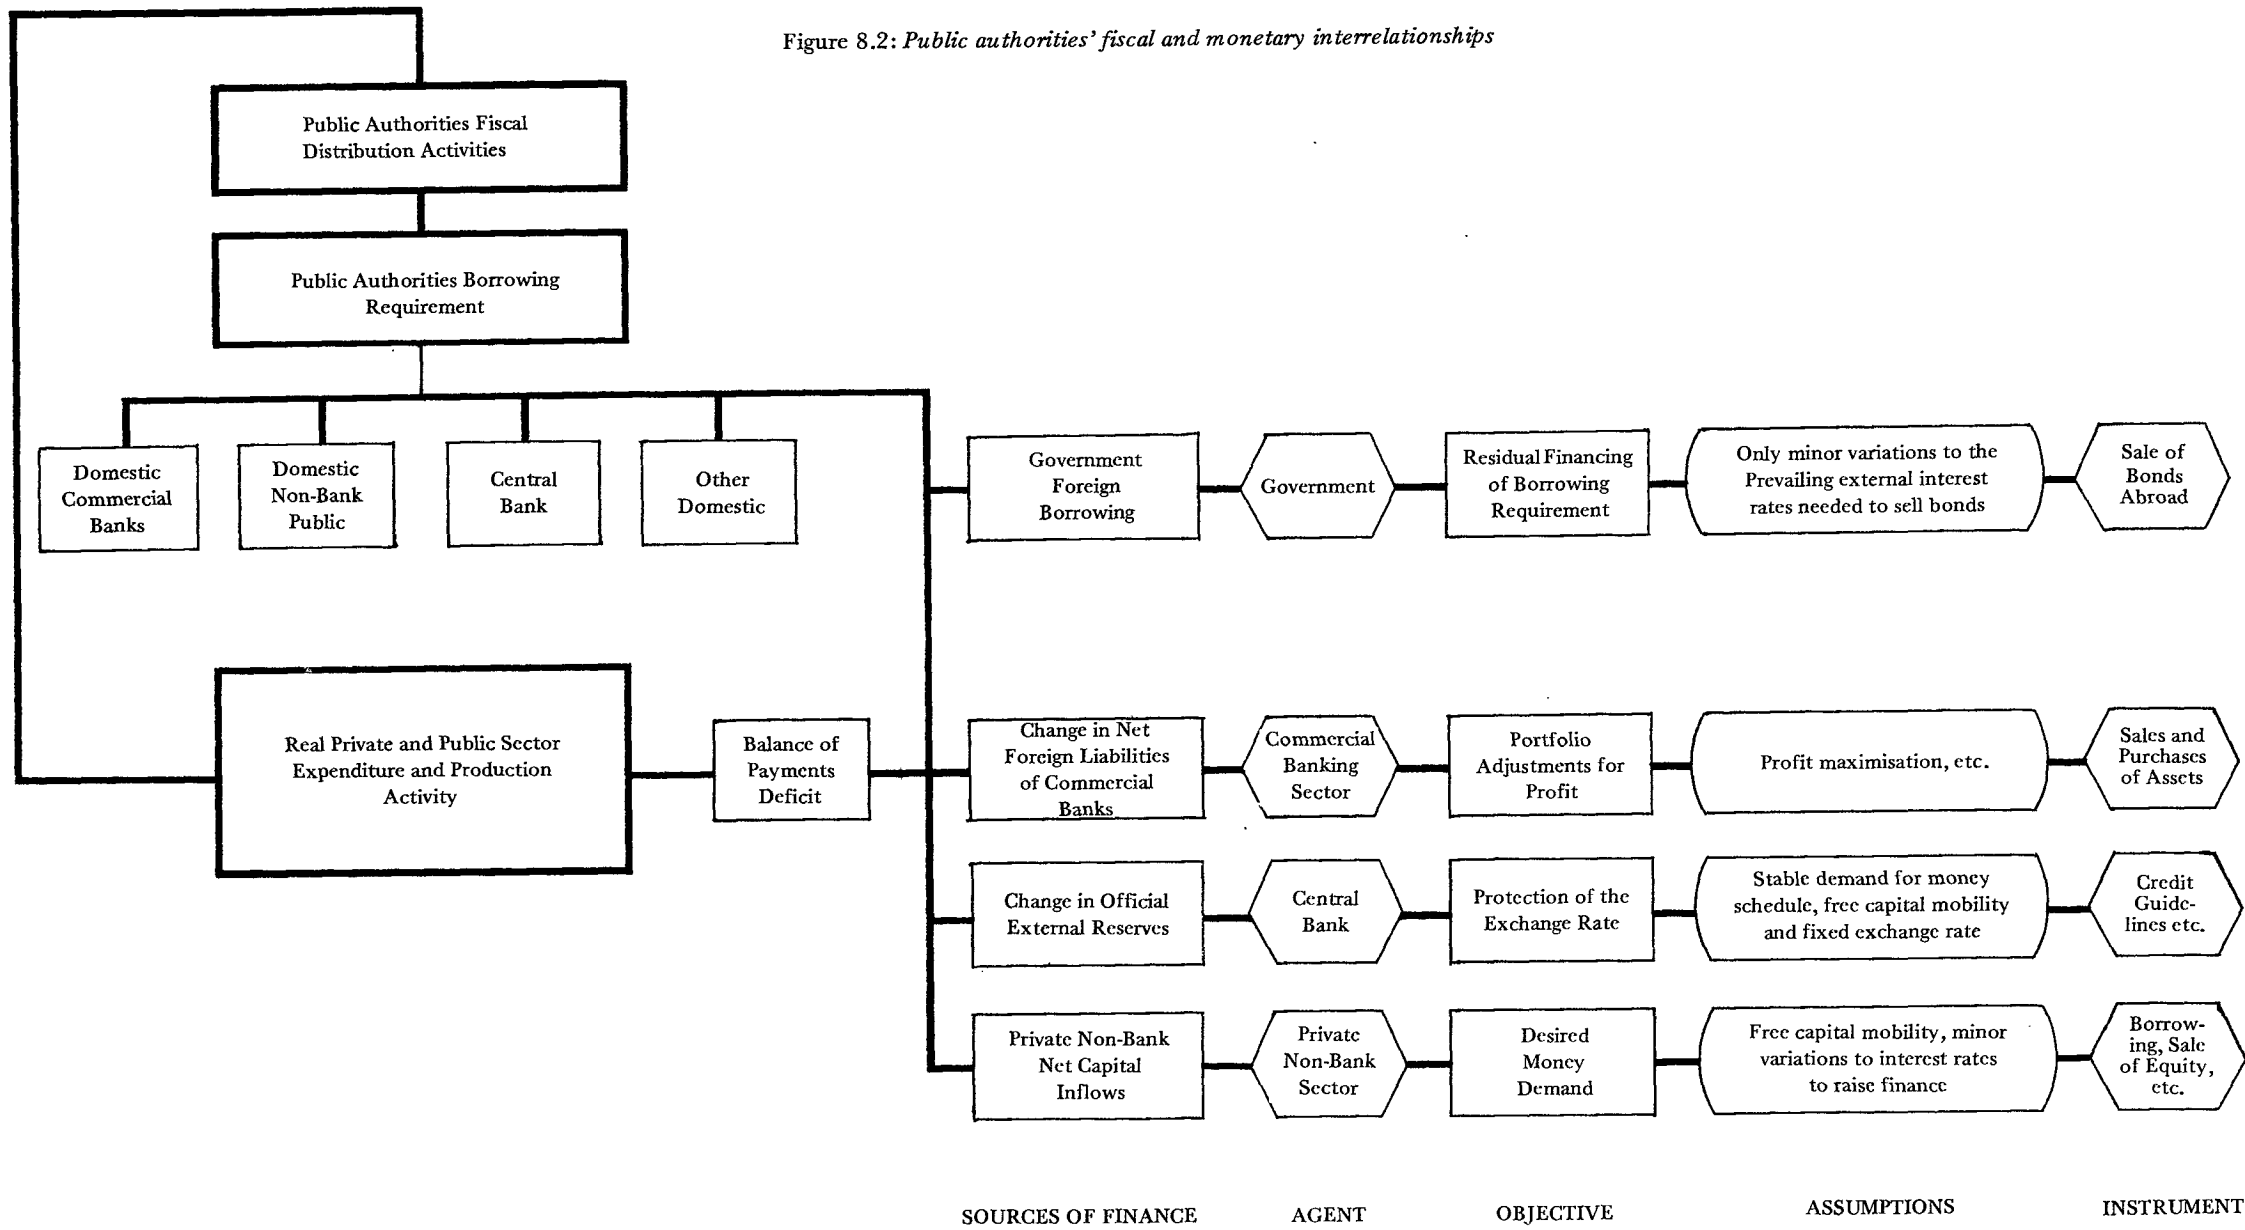 Figure 8.2: Public authorities' fiscal and monetary interrelationships
Public Authorities Fiscal
Distribution Activities
Public Authorities Borrowing
Requirement
Domestic
Commercial
Banks
Domestic
Non-Bank
Public
Central
Bank
Other
Domestic
Government
Foreign
Borrowing
Government
Residual Financing
of Borrowing
Requirement
Only minor variations to the
Prevailing external interest
rates needed to sell bonds
Sale of
Bonds
Abroad
Real Private and Public Sector
Expenditure and Production
Activity
Balance of
Payments
Deficit
Change in Net
Foreign Liabilities
of Commercial
Banks
Commercial
Banking
Sector
Portfolio
Adjustments for
Profit
Profit maximisation, etc.
Sales and
Purchases
of Assets
Change in Official
External Reserves
Central
Bank
Protection of the
Exchange Rate
Stable demand for money
schedule, free capital mobility
and fixed exchange rate
Credit
Guide-
lines etc.
Private Non-Bank
Net Capital
Inflows
Private
Non-Bank
Sector
Desired
Money
Demand
Free capital mobility, minor
variations to interest rates
to raise finance
Borrow-
ing, Sale
of Equity,
etc.
SOURCES OF FINANCE
AGENT
OBJECTIVE
ASSUMPTIONS
INSTRUMENT